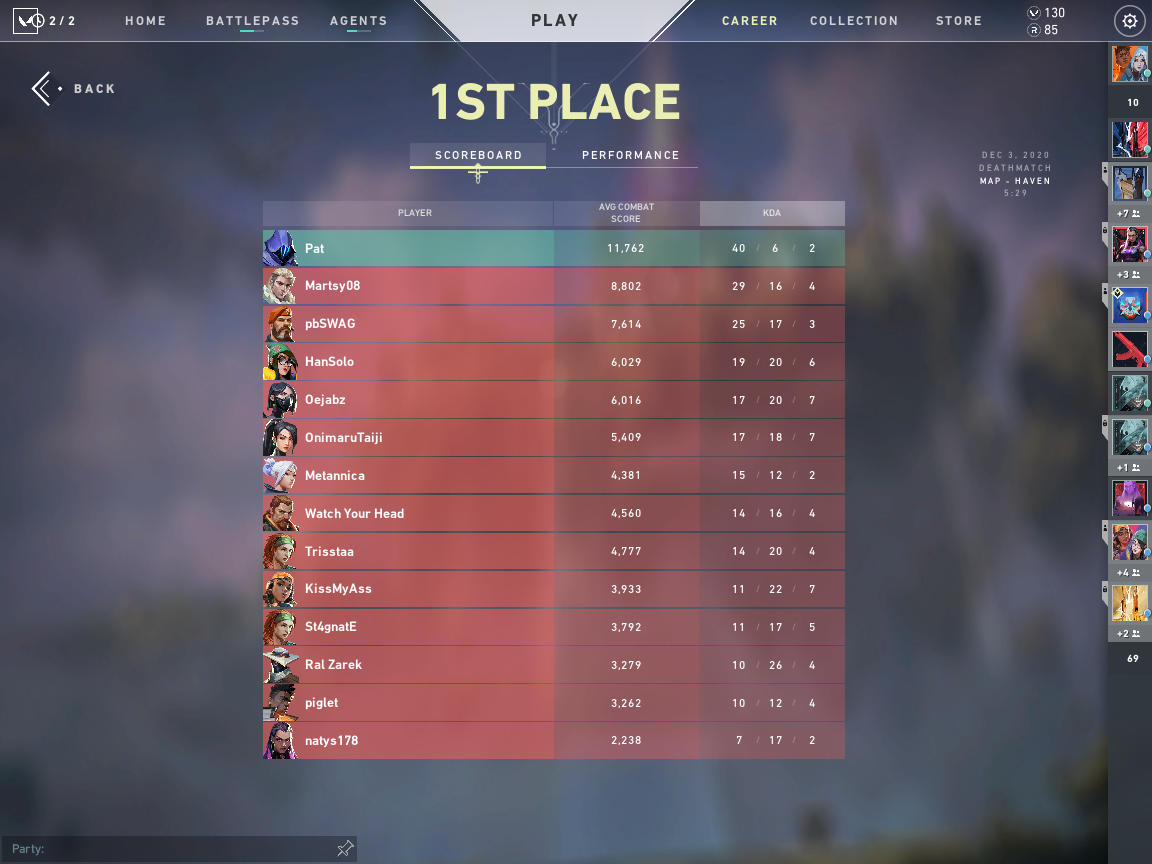 2 / 2 HOME BATTLEPASS AGENTS PLAY CAREER COLLECTION STORE 130
R 85
BACK
1ST PLACE
SCOREBOARD PERFORMANCE
DEC 3, 2020
DEATHMATCH
MAP - HAVEN
5:29
PLAYER AVG COMBAT SCORE KDA
Pat 11,762 40 / 6 / 2
Martsy08 8,802 29 / 16 / 4
pbSWAG 7,614 25 / 17 / 3
HanSolo 6,029 19 / 20 / 6
Oejabz 6,016 17 / 20 / 7
OnimaruTaiji 5,409 17 / 18 / 7
Metannica 4,381 15 / 12 / 2
Watch Your Head 4,560 14 / 16 / 4
Trisstaa 4,777 14 / 20 / 4
KissMyAss 3,933 11 / 22 / 7
St4gnatE 3,792 11 / 17 / 5
Ral Zarek 3,279 10 / 26 / 4
piglet 3,262 10 / 12 / 4
natys178 2,238 7 / 17 / 2
10
+7
+3
+1
+4
+2
69
Party: